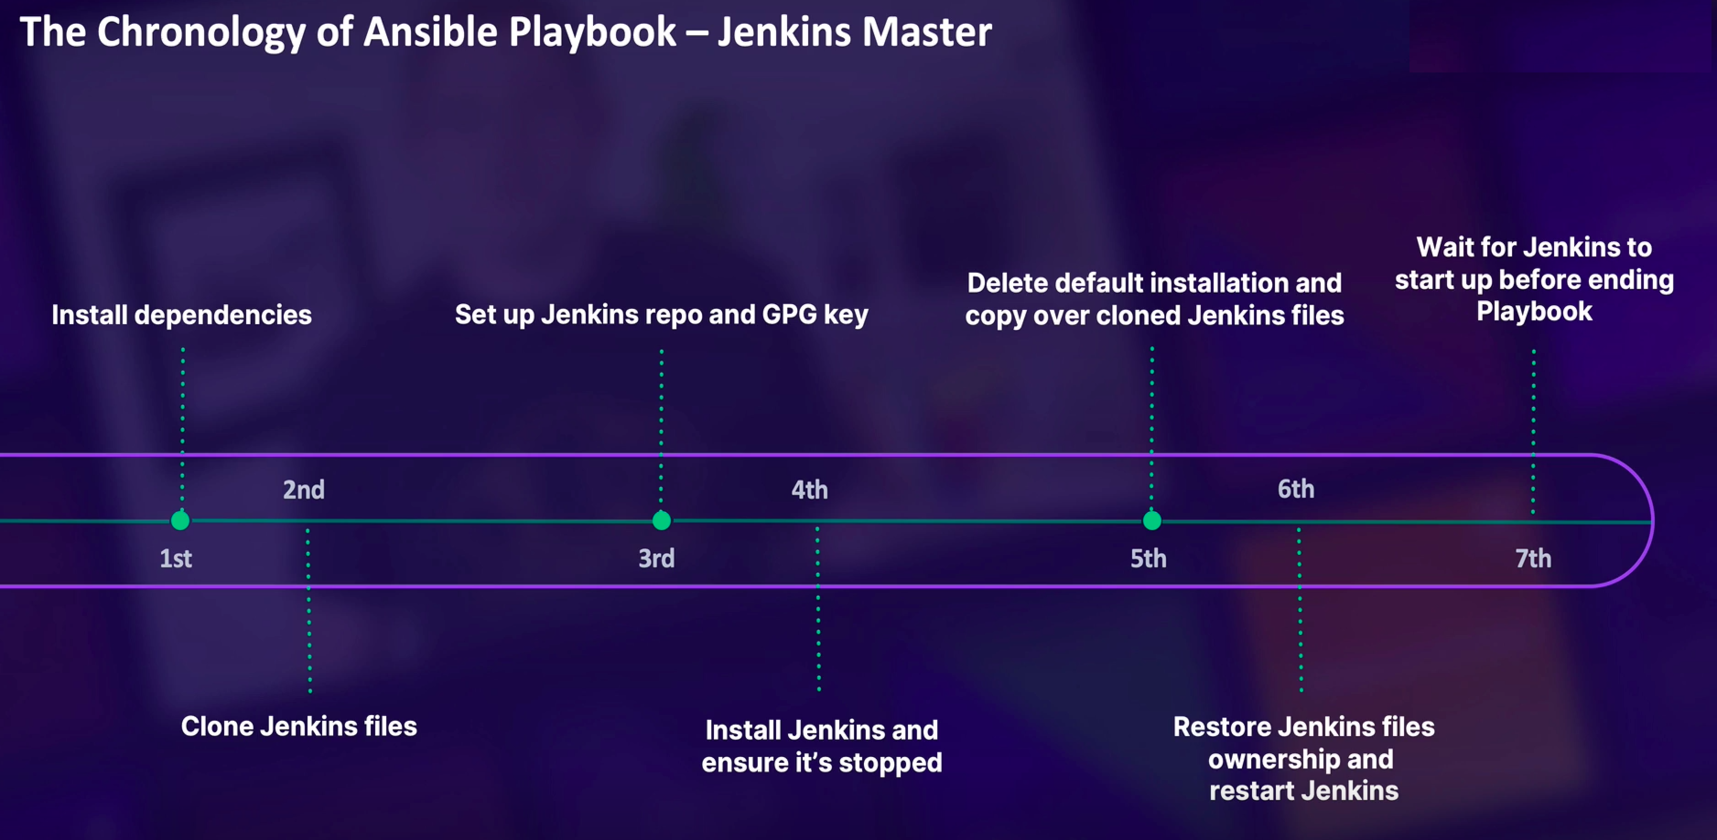 The Chronology of Ansible Playbook – Jenkins Master
Wait for Jenkins to
start up before ending
Playbook
Delete default installation and
copy over cloned Jenkins files
Install dependencies
Set up Jenkins repo and GPG key
2nd
4th
6th
1st
3rd
5th
7th
Clone Jenkins files
Install Jenkins and
ensure it’s stopped
Restore Jenkins files
ownership and
restart Jenkins